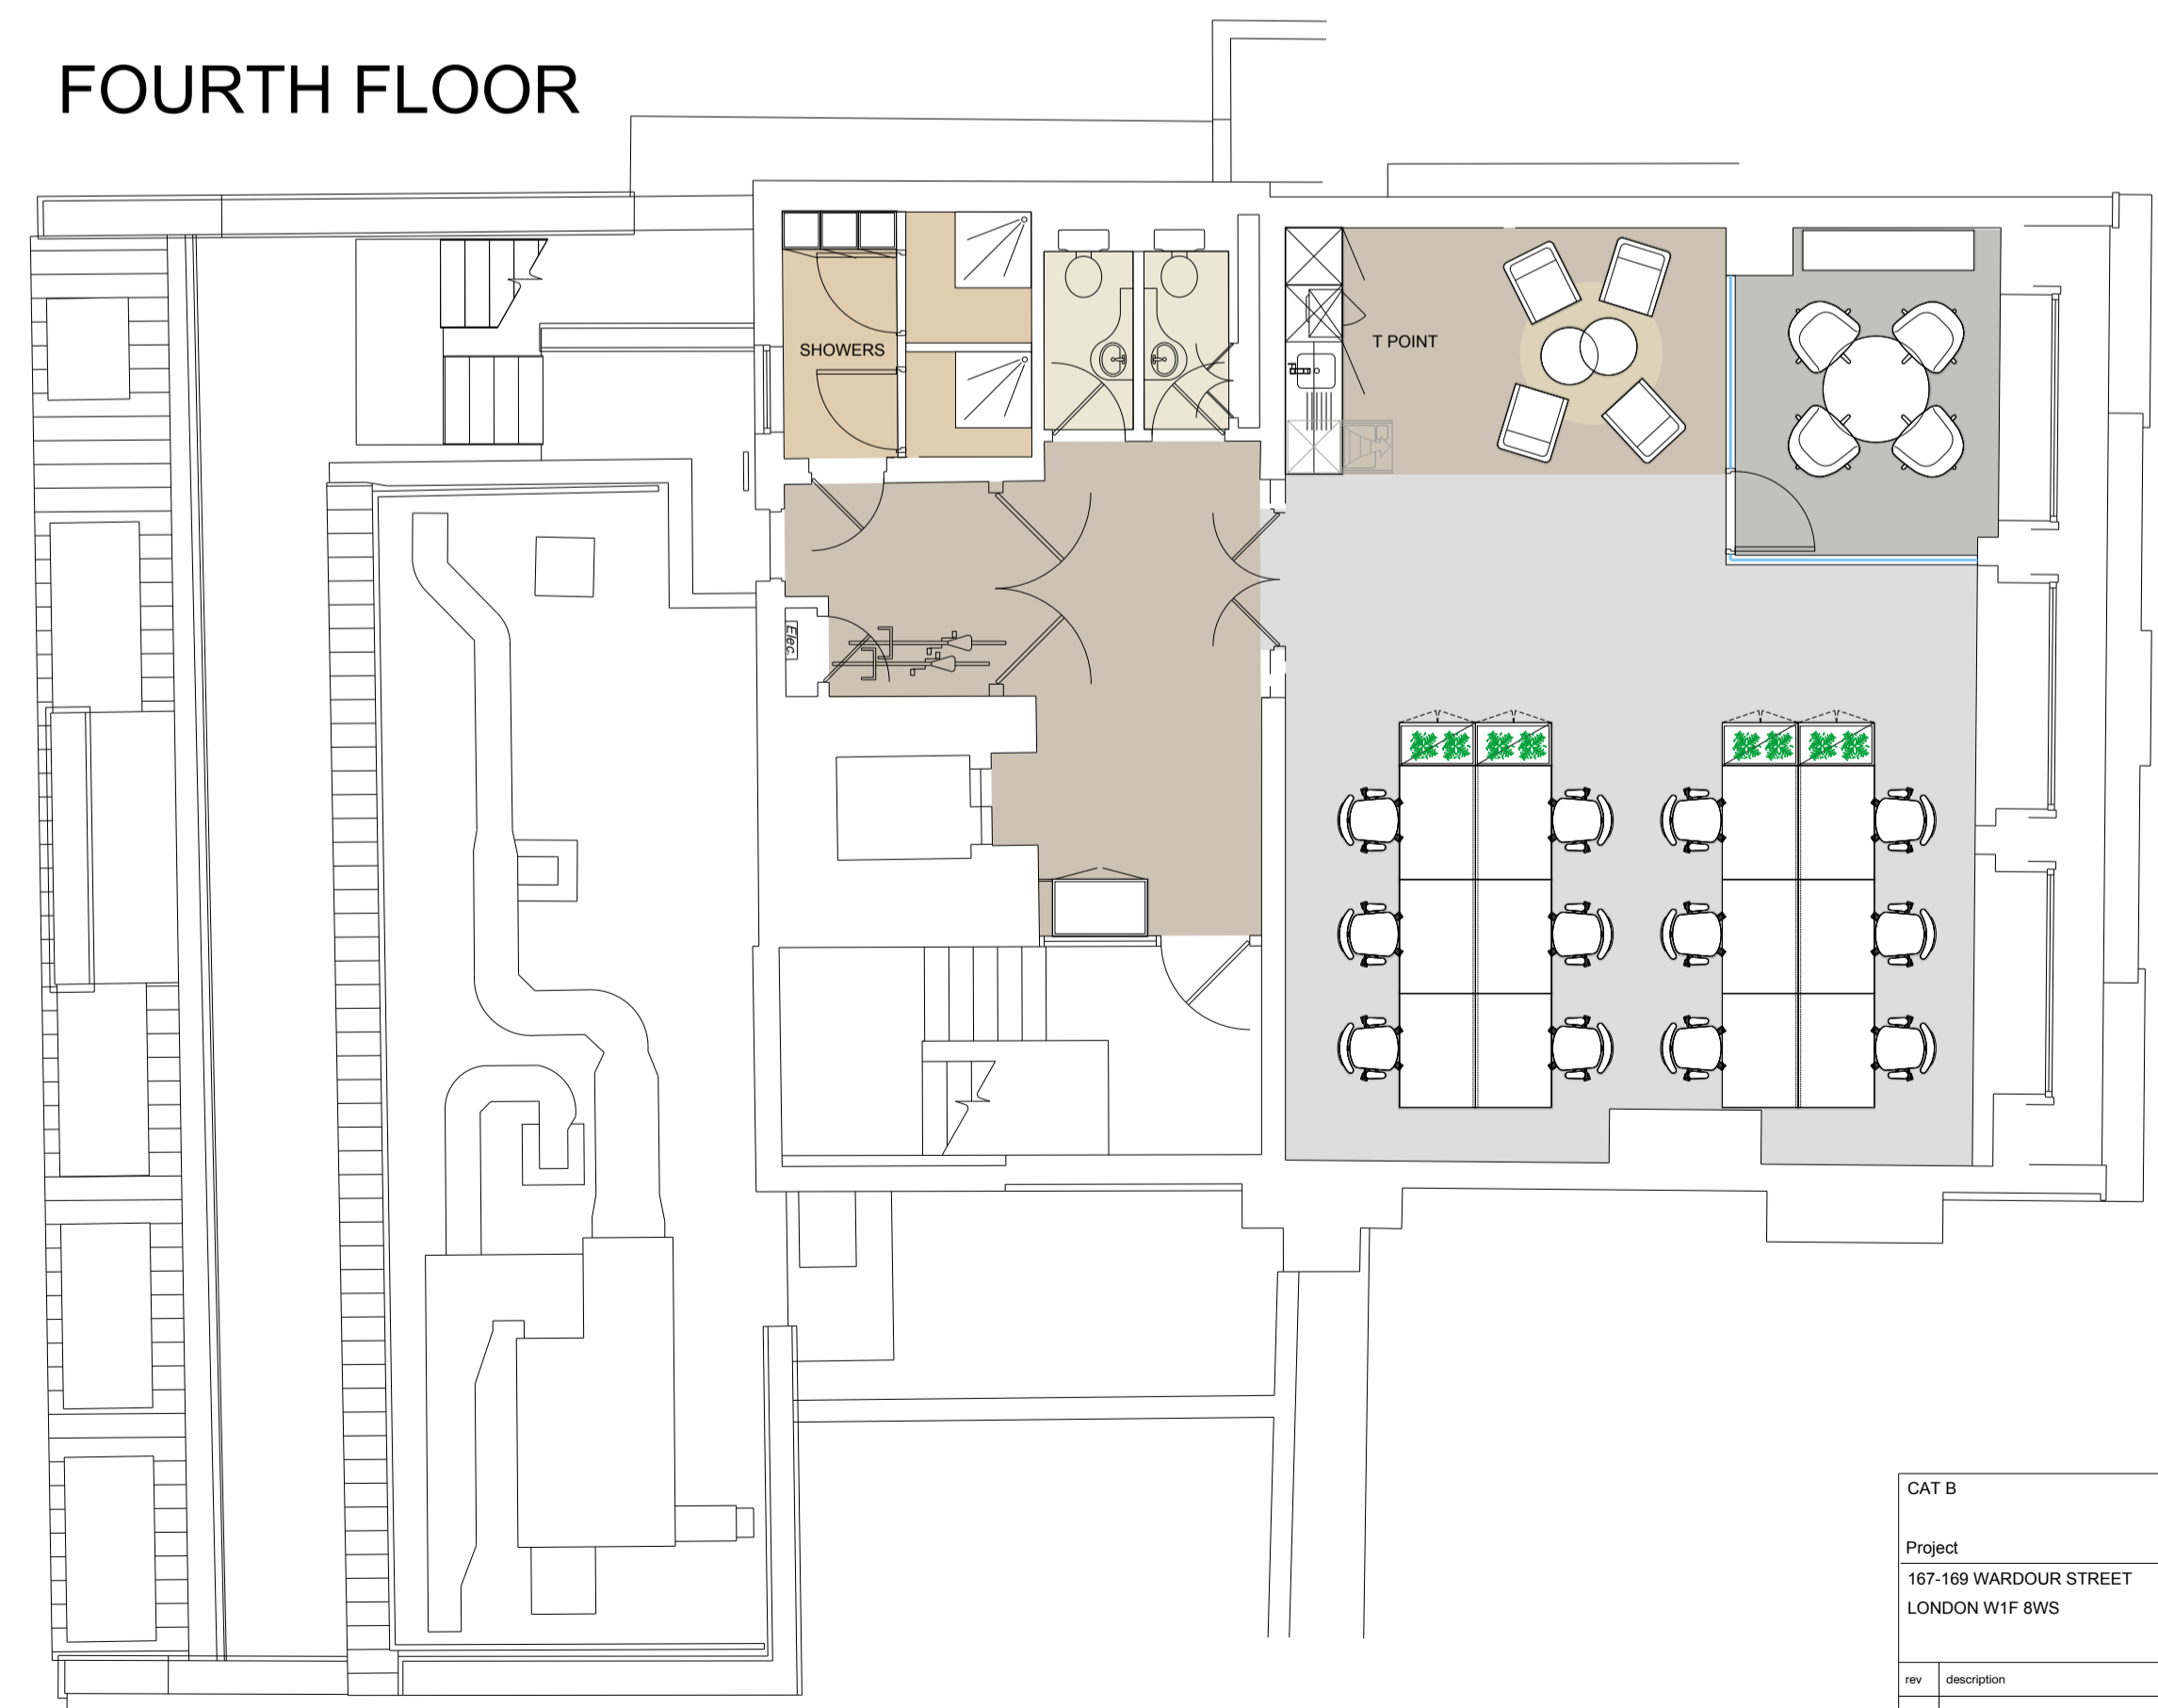 FOURTH FLOOR
SHOWERS
T POINT
Elec.
CAT B
Project
167-169 WARDOUR STREET
LONDON W1F 8WS
rev description